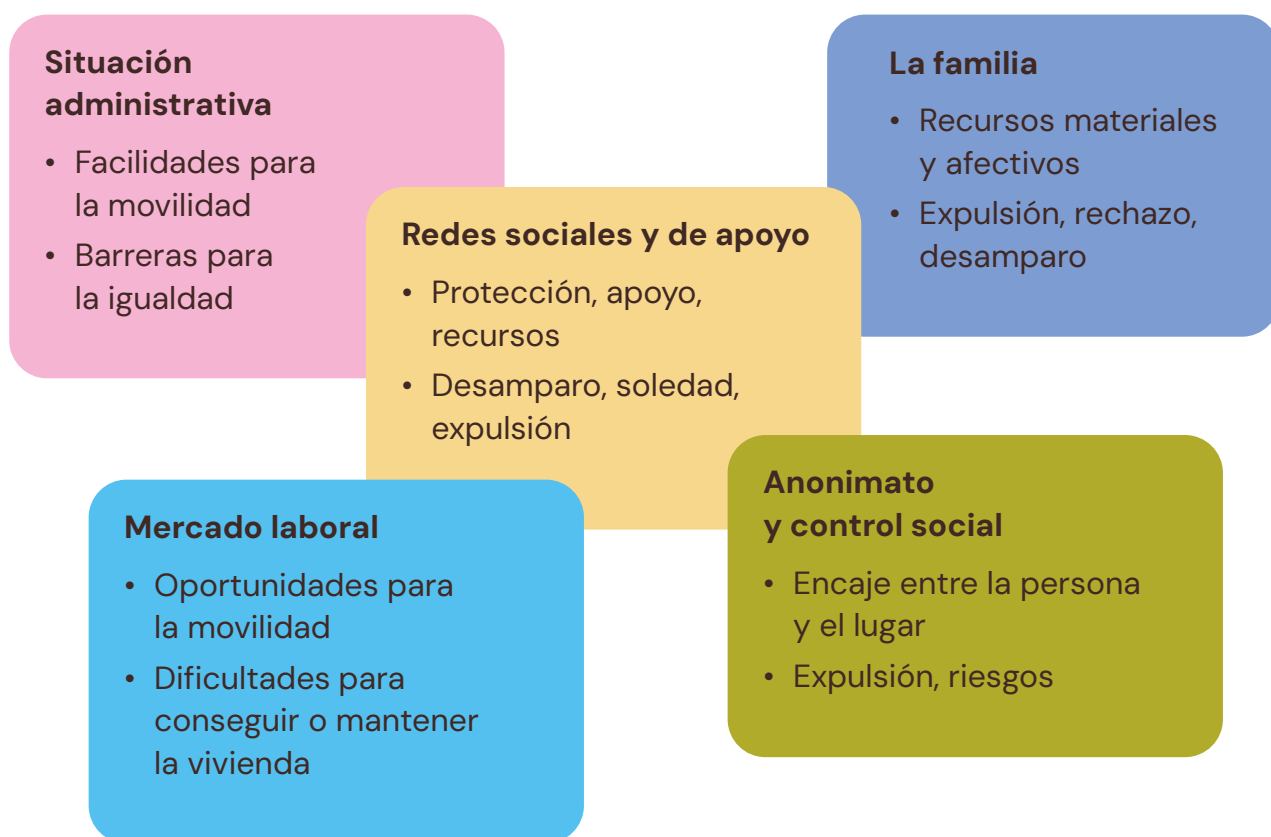 Situación
administrativa
• Facilidades para
la movilidad
• Barreras para
la igualdad
La familia
• Recursos materiales
y afectivos
• Expulsión, rechazo,
desamparo
Redes sociales y de apoyo
• Protección, apoyo,
recursos
• Desamparo, soledad,
expulsión
Mercado laboral
• Oportunidades para
la movilidad
• Dificultades para
conseguir o mantener
la vivienda
Anonimato
y control social
• Encaje entre la persona
y el lugar
• Expulsión, riesgos